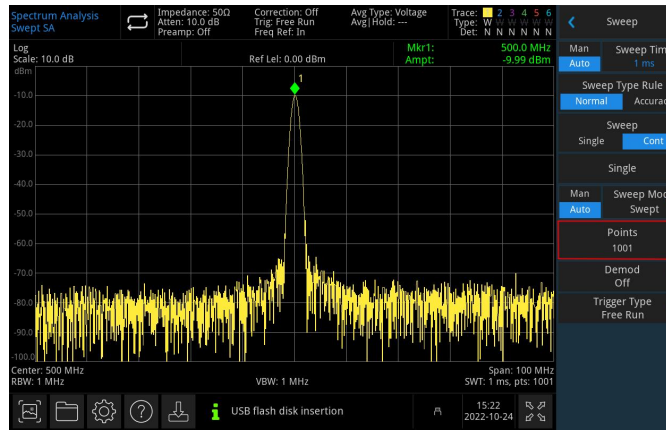 Spectrum Analysis
Swept SA
Impedance: 50Ω
Atten: 10.0 dB
Preamp: Off
Correction: Off
Trig: Free Run
Freq Ref: In
Avg Type: Voltage
Avg|Hold: ---
Trace: 1 2 3 4 5 6
Type: W W W W W W
Det: N N N N N N
Sweep
Log
Scale: 10.0 dB
Ref Lel: 0.00 dBm
Mkr1: 500.0 MHz
Ampt: -9.99 dBm
dBm
1
-10.0
-20.0
-30.0
-40.0
-50.0
-60.0
-70.0
-80.0
-90.0
-100.0
Center: 500 MHz
Span: 100 MHz
RBW: 1 MHz
VBW: 1 MHz
SWT: 1 ms, pts: 1001
Man
Auto
Sweep Tim
1 ms
Sweep Type Rule
Normal
Accurac
Sweep
Single
Cont
Single
Man
Auto
Sweep Mod
Swept
Points
1001
Demod
Off
Trigger Type
Free Run
USB flash disk insertion
15:22
2022-10-24